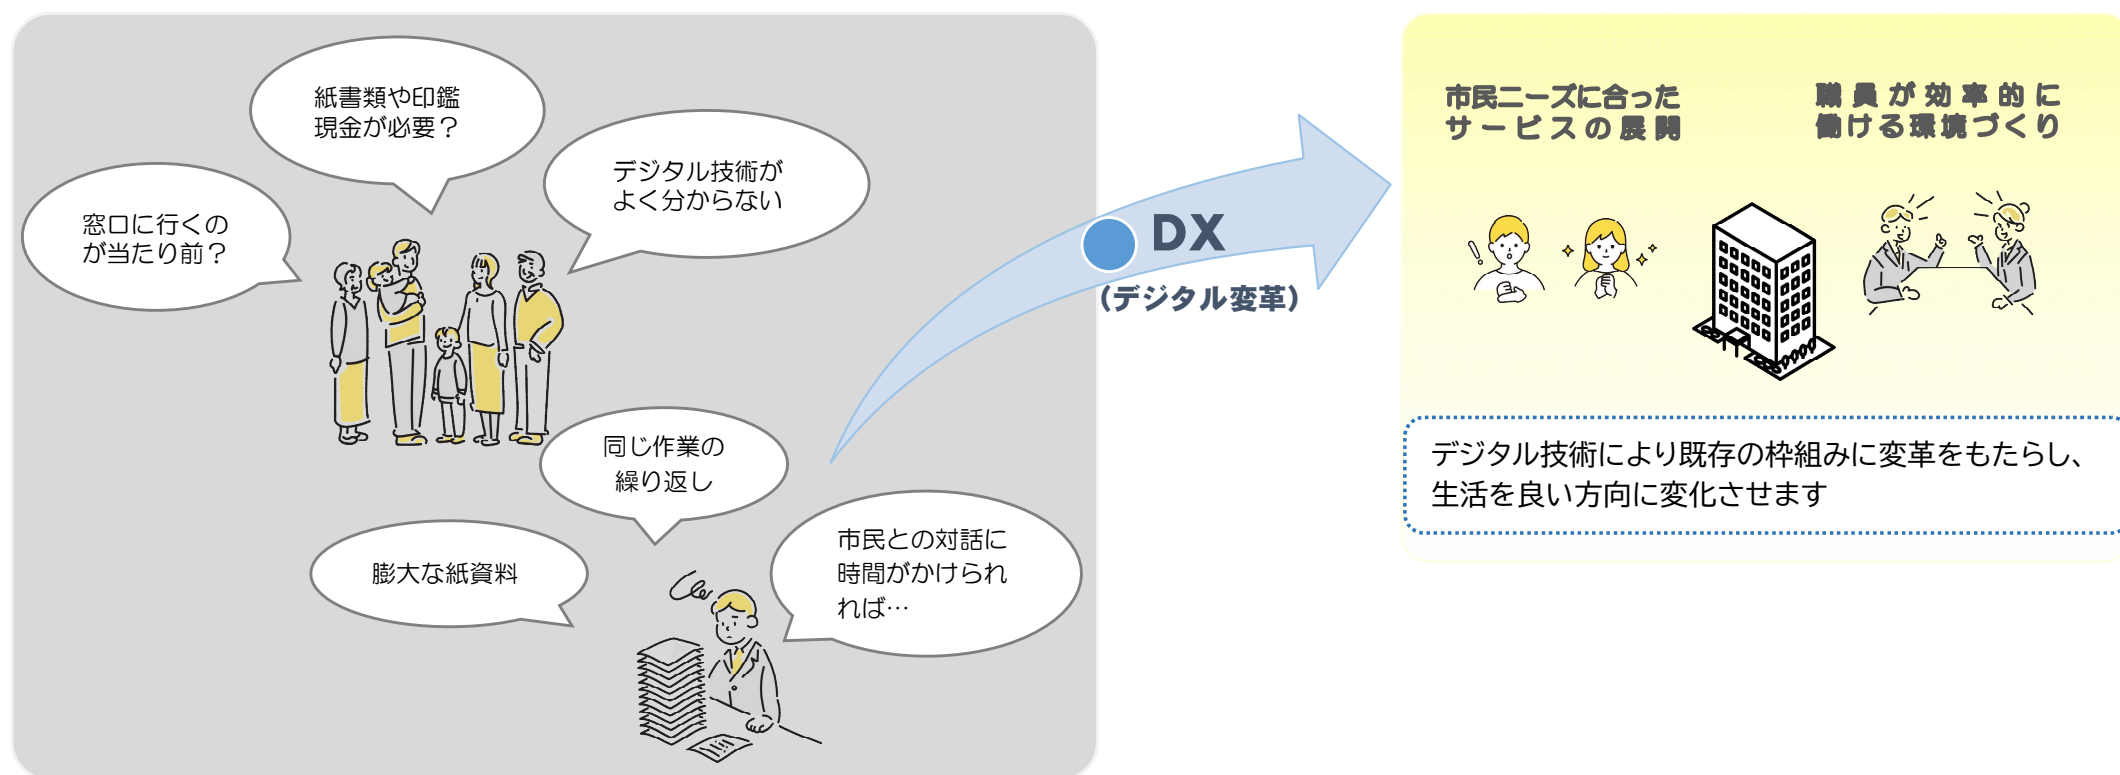 紙書類や印鑑
現金が必要？
デジタル技術が
よく分からない
窓口に行くの
が当たり前？
同じ作業の
繰り返し
膨大な紙資料
市民との対話に
時間がかけられ
れば…
DX
（デジタル変革）
市民ニーズに合った
サービスの展開
職員が効率的に
働ける環境づくり
デジタル技術により既存の枠組みに変革をもたらし、
生活を良い方向に変化させます